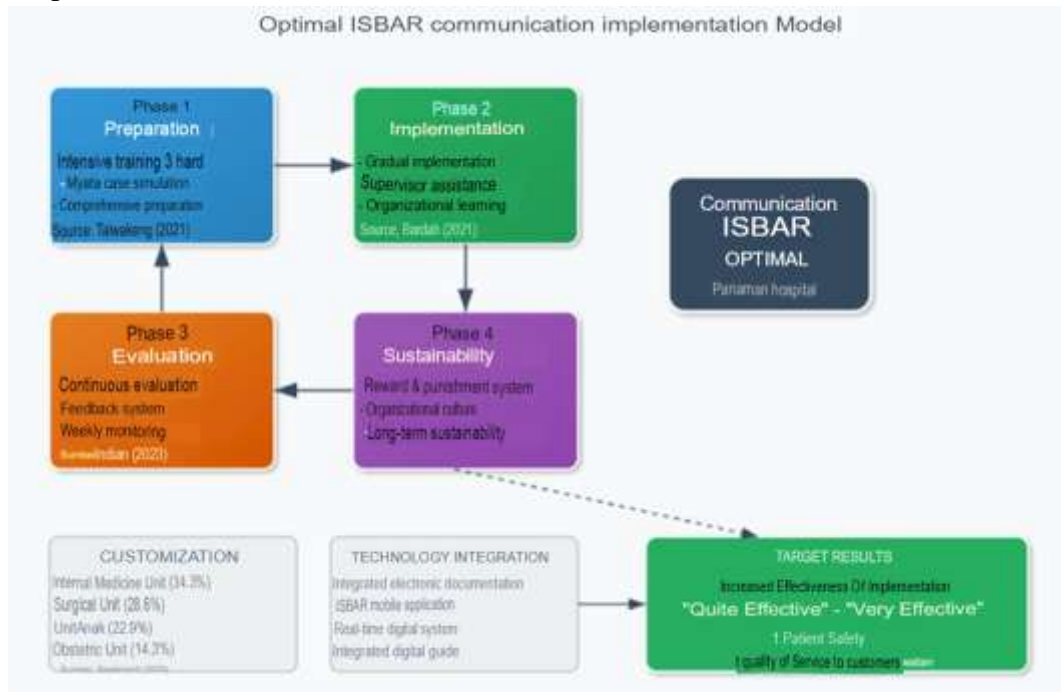 Optimal ISBAR communication implementation Model
Phase 1
Preparation
Intensive training 3 hard
- Myata case simulation
- Comprehensive preparation
Source: Taiwakeng (2021)
Phase 2
Implementation
- Gradual implementation
Supervisor assistance
- Organizational learning
Source, Bardah (2021)
Communication
ISBAR
OPTIMAL
Pariaman hospital
Phase 3
Evaluation
Continuous evaluation
Feedback system
Weekly monitoring
Indian (2023)
Phase 4
Sustainability
Reward & punishment system
- Organizational culture
- Long-term sustainability
CUSTOMIZATION
Internal Medicine Unit (34.3%)
Surgical Unit (28.6%)
UnitAnak (22.9%)
Obstetric Unit (14.3%)
TECHNOLOGY INTEGRATION
Integrated electronic documentation
ISBAR mobile application
Real-time digital system
Integrated digital guide
TARGET RESULTS
Increased Effectiveness Of Implementation
"Quite Effective" - "Very Effective"
1 Patient Safety
quality of Service to customers